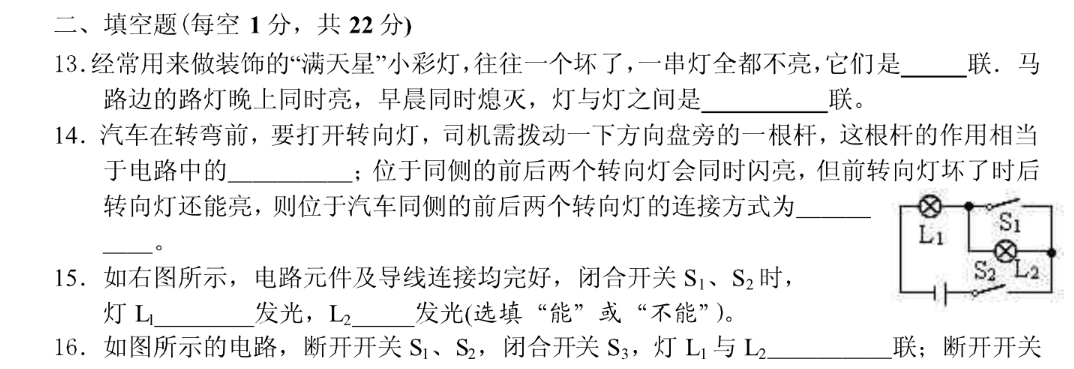 二、填空题(每空 1 分，共 22 分)
13.经常用来做装饰的“满天星”小彩灯,往往一个坏了,一串灯全都不亮,它们是_____联．马
路边的路灯晚上同时亮，早晨同时熄灭，灯与灯之间是__________联。
14．汽车在转弯前，要打开转向灯，司机需拨动一下方向盘旁的一根杆，这根杆的作用相当
于电路中的__________；位于同侧的前后两个转向灯会同时闪亮，但前转向灯坏了时后
转向灯还能亮，则位于汽车同侧的前后两个转向灯的连接方式为______
____。
L₁ S₁
S₂ L₂
15．如右图所示，电路元件及导线连接均完好，闭合开关 S₁、S₂ 时，
灯 L₁________发光，L₂_____发光(选填“能”或“不能”)。
16．如图所示的电路，断开开关 S₁、S₂，闭合开关 S₃，灯 L₁ 与 L₂__________联；断开开关